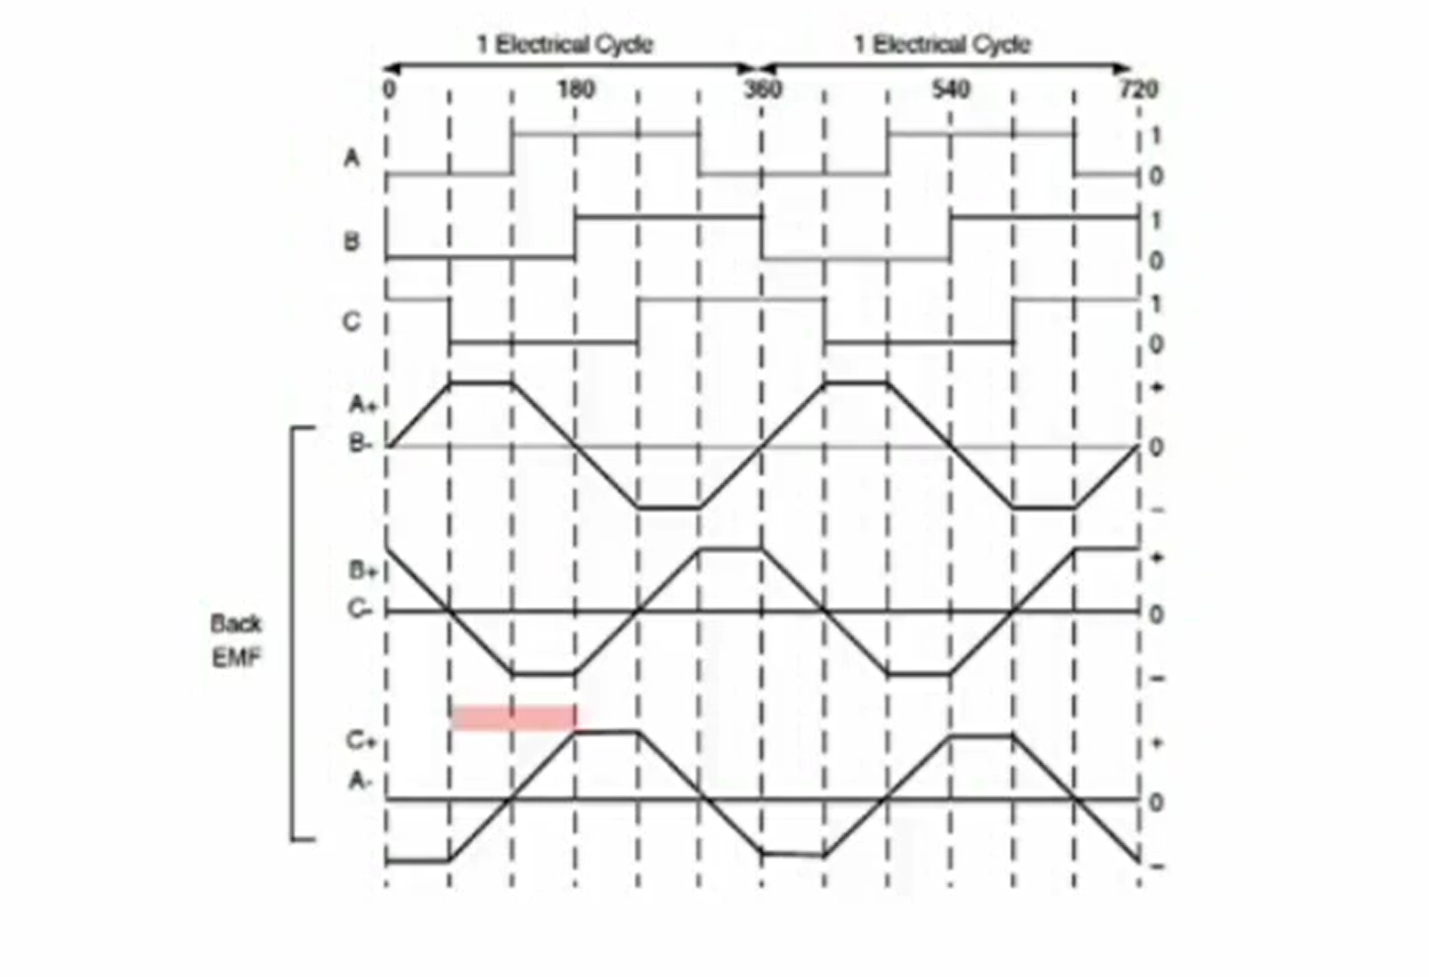 1 Electrical Cycle 1 Electrical Cycle
0 180 360 540 720
A 1
0
B 1
0
C 1
0
A+ +
B- 0
–
B+ +
C- 0
Back
EMF
–
C+ +
A- 0
–